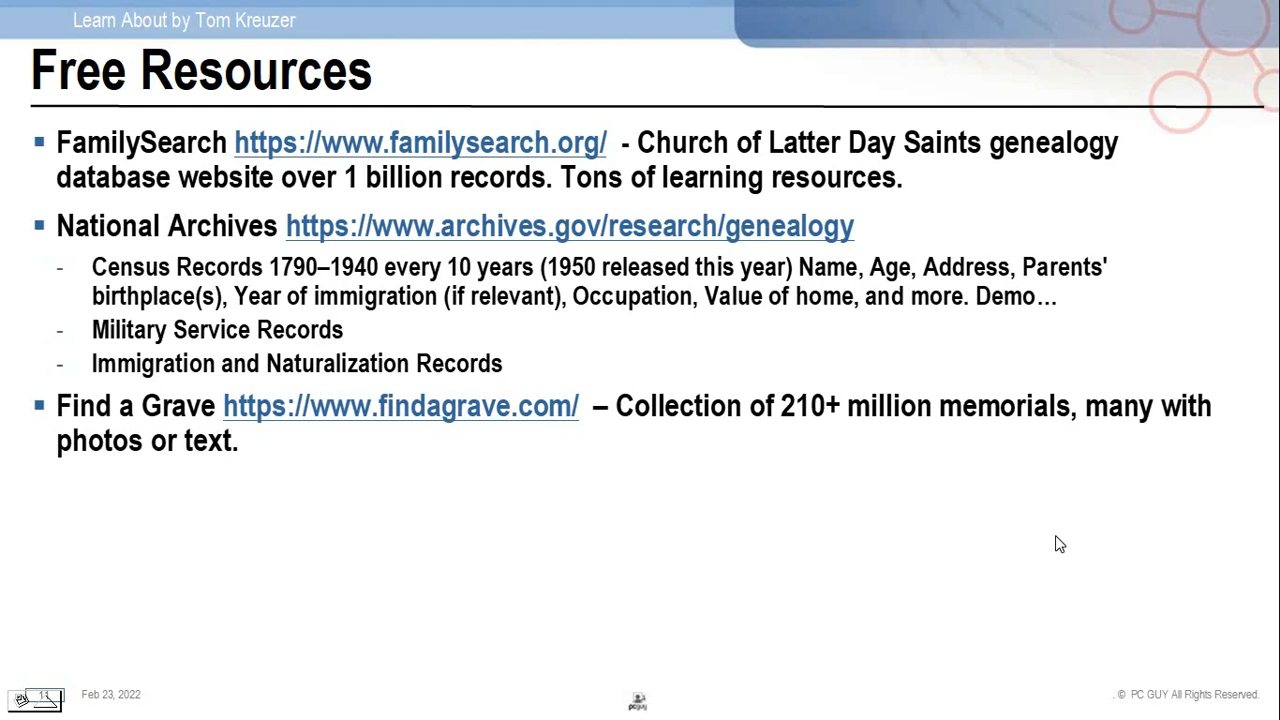 Learn About by Tom Kreuzer
Free Resources
▪ FamilySearch https://www.familysearch.org/ - Church of Latter Day Saints genealogy
database website over 1 billion records. Tons of learning resources.
▪ National Archives https://www.archives.gov/research/genealogy
- Census Records 1790–1940 every 10 years (1950 released this year) Name, Age, Address, Parents'
birthplace(s), Year of immigration (if relevant), Occupation, Value of home, and more. Demo…
- Military Service Records
- Immigration and Naturalization Records
▪ Find a Grave https://www.findagrave.com/ – Collection of 210+ million memorials, many with
photos or text.
11
Feb 23, 2022
. © PC GUY All Rights Reserved.